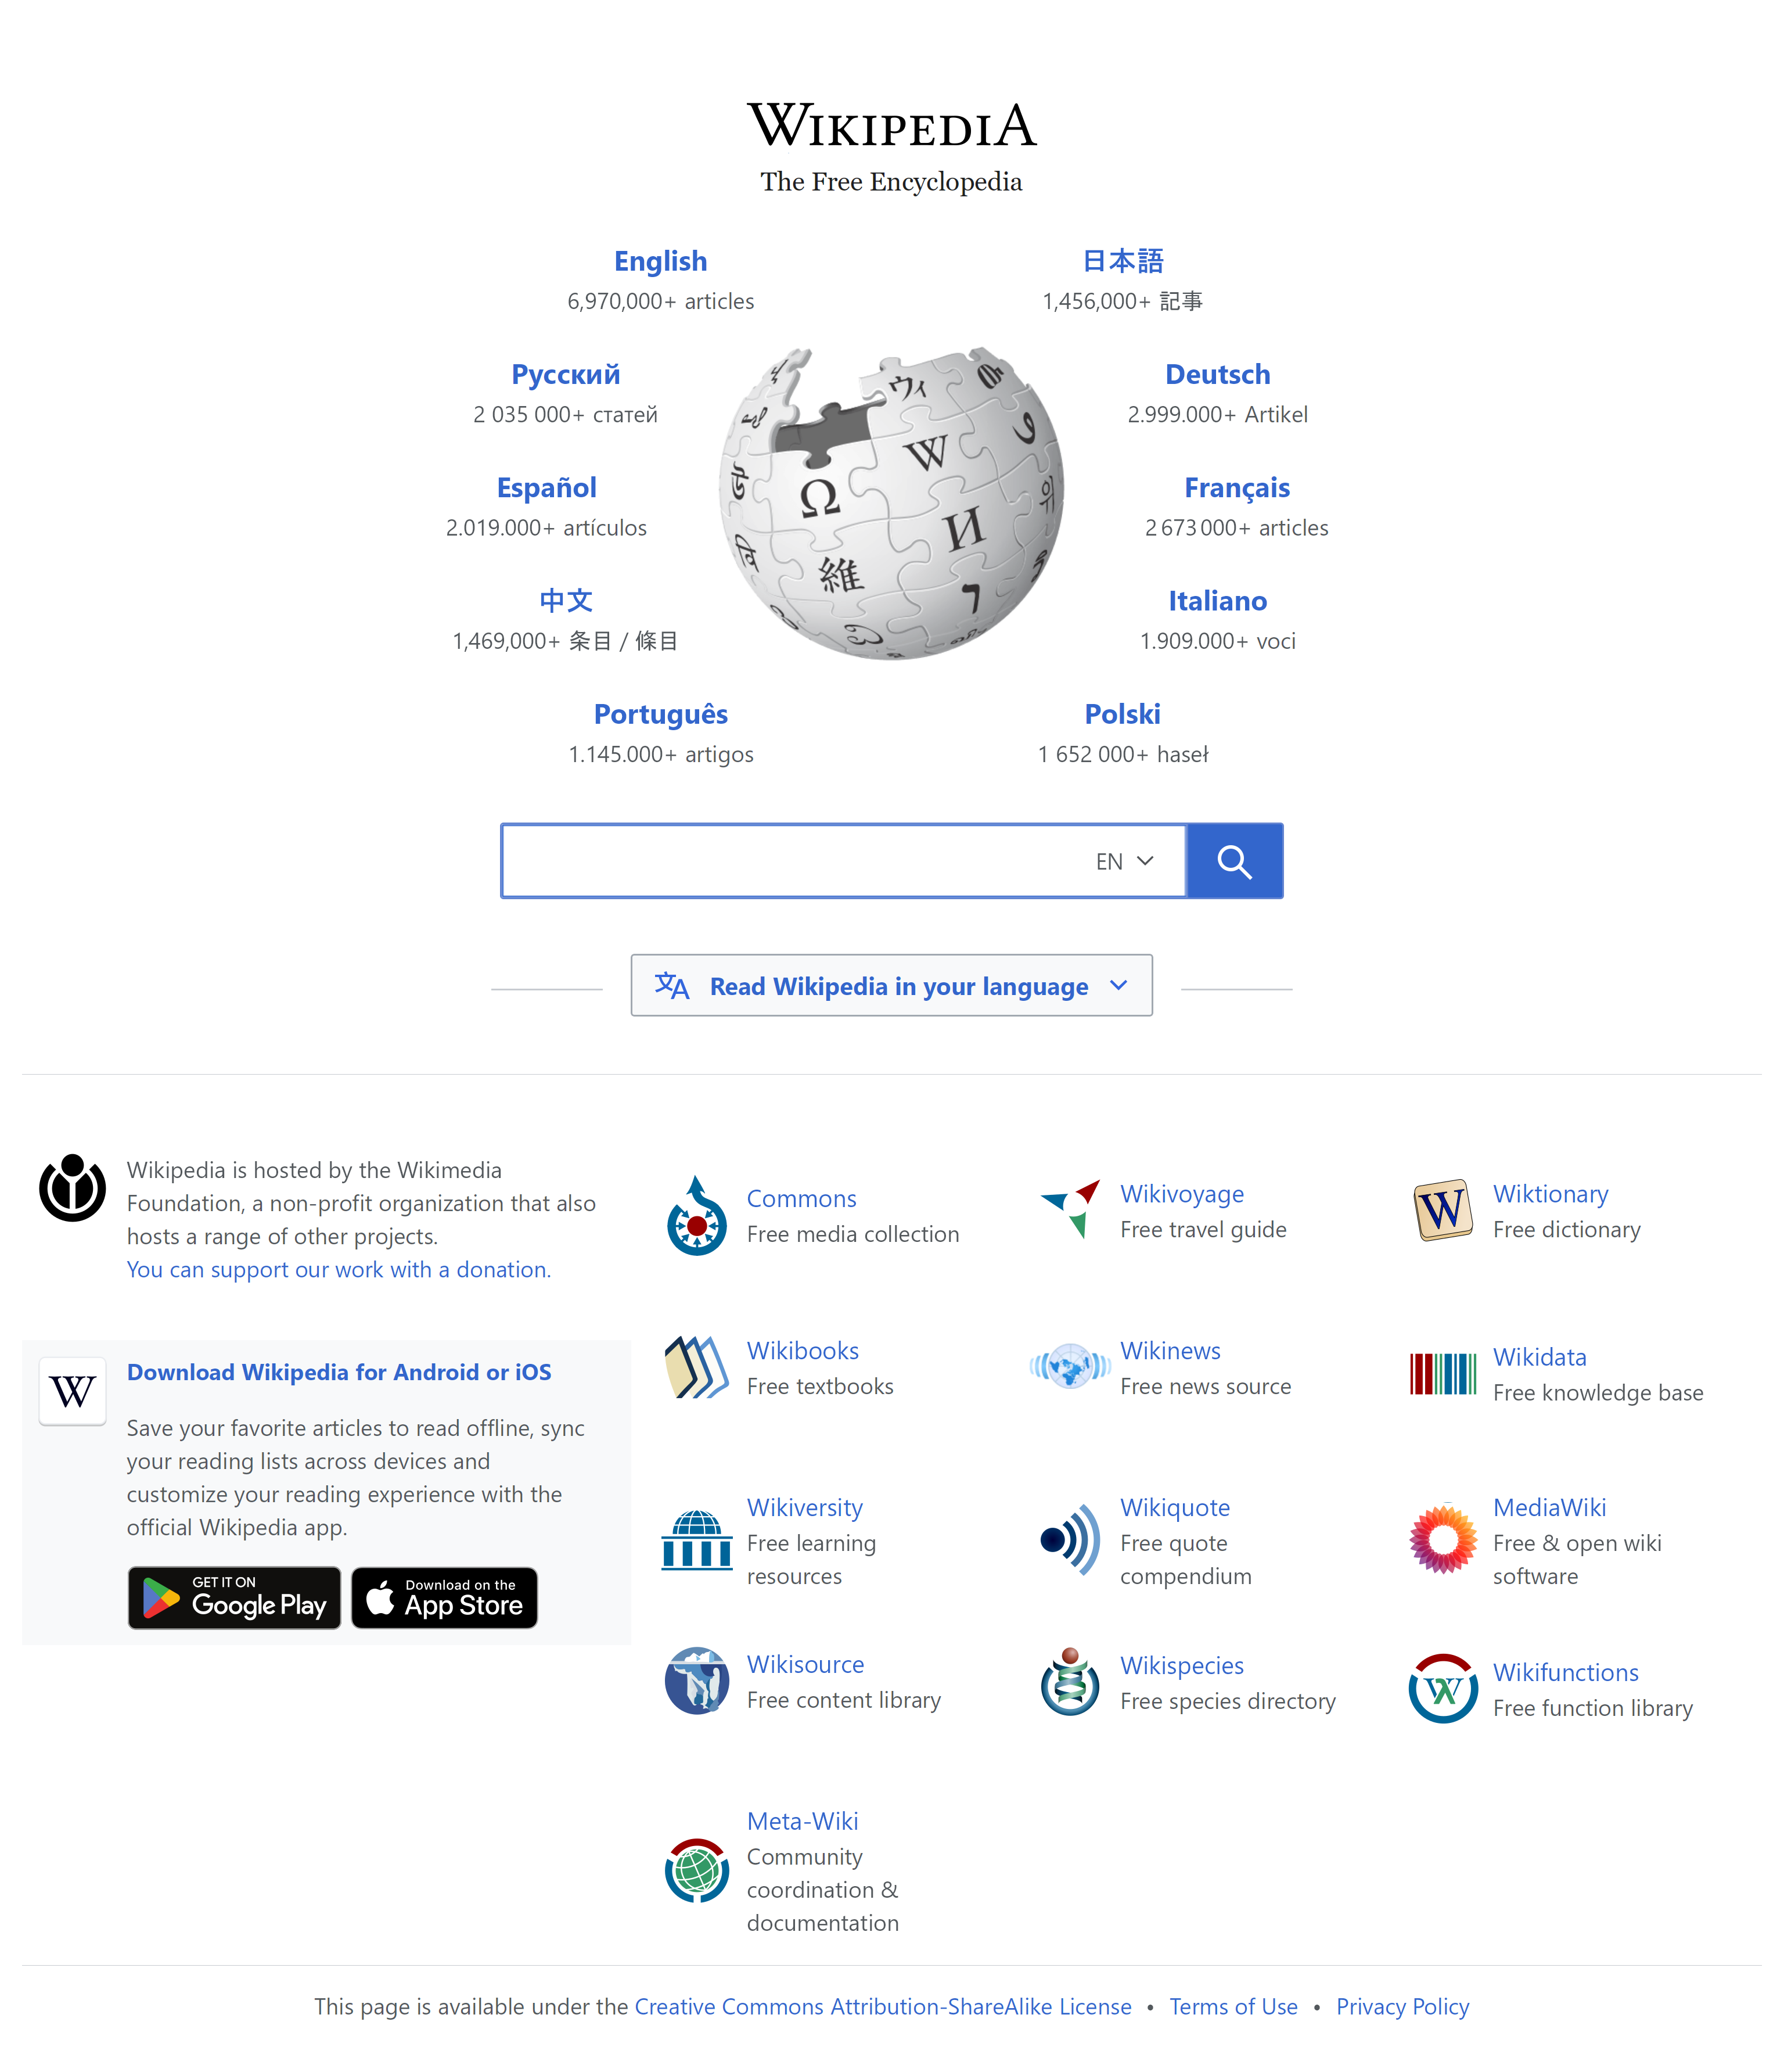 WIKIPEDIA
The Free Encyclopedia
English
6,970,000+ articles
日本語
1,456,000+ 記事
Русский
2 035 000+ статей
Deutsch
2.999.000+ Artikel
Español
2.019.000+ artículos
Français
2 673 000+ articles
中文
1,469,000+ 条目 / 條目
Italiano
1.909.000+ voci
Português
1.145.000+ artigos
Polski
1 652 000+ haseł
ウィ
W
Ω
И
維
EN
Read Wikipedia in your language
Wikipedia is hosted by the Wikimedia
Foundation, a non-profit organization that also
hosts a range of other projects.
You can support our work with a donation.
W
Download Wikipedia for Android or iOS
Save your favorite articles to read offline, sync
your reading lists across devices and
customize your reading experience with the
official Wikipedia app.
GET IT ON
Google Play
Download on the
App Store
Commons
Free media collection
Wikivoyage
Free travel guide
W
Wiktionary
Free dictionary
Wikibooks
Free textbooks
Wikinews
Free news source
Wikidata
Free knowledge base
Wikiversity
Free learning
resources
Wikiquote
Free quote
compendium
MediaWiki
Free & open wiki
software
Wikisource
Free content library
Wikispecies
Free species directory
Wikifunctions
Free function library
Meta-Wiki
Community
coordination &
documentation
This page is available under the Creative Commons Attribution-ShareAlike License • Terms of Use • Privacy Policy